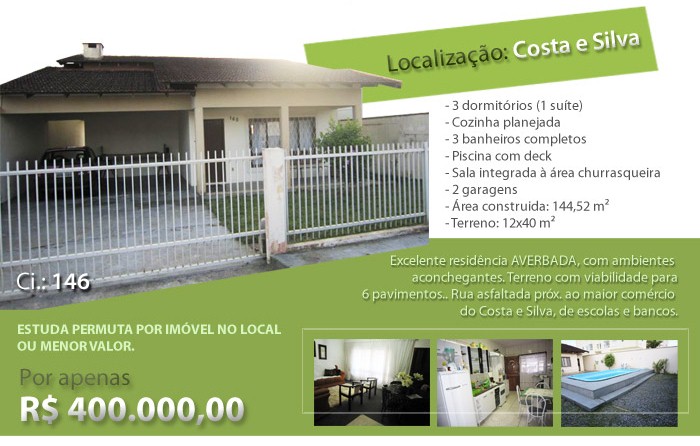 Localização: Costa e Silva
- 3 dormitórios (1 suíte)
- Cozinha planejada
- 3 banheiros completos
- Piscina com deck
- Sala integrada à área churrasqueira
- 2 garagens
- Área construida: 144,52 m²
- Terreno: 12x40 m²
Excelente residência AVERBADA, com ambientes
aconchegantes. Terreno com viabilidade para
6 pavimentos.. Rua asfaltada próx. ao maior comércio
do Costa e Silva, de escolas e bancos.
Ci.: 146
ESTUDA PERMUTA POR IMÓVEL NO LOCAL
OU MENOR VALOR.
Por apenas
R$ 400.000,00